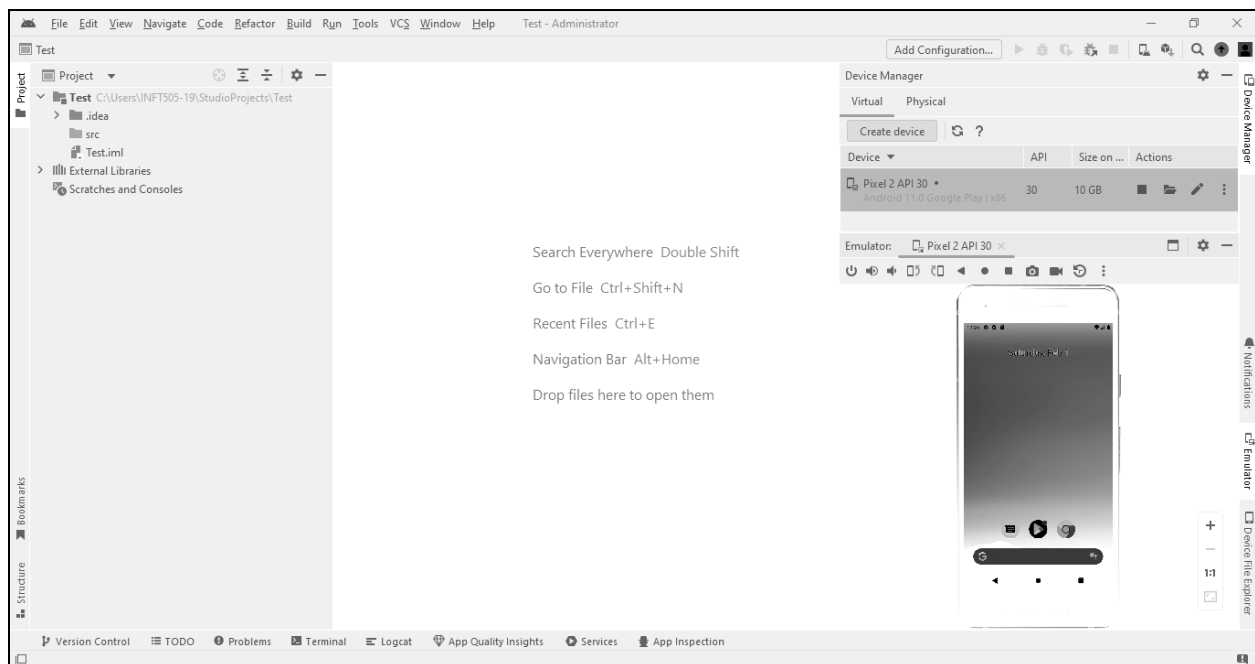 File Edit View Navigate Code Refactor Build Run Tools VCS Window Help Test - Administrator
Test
Add Configuration...
Project
Project
Test C:\Users\INFT505-19\StudioProjects\Test
.idea
src
Test.iml
External Libraries
Scratches and Consoles
Bookmarks
Structure
Search Everywhere Double Shift
Go to File Ctrl+Shift+N
Recent Files Ctrl+E
Navigation Bar Alt+Home
Drop files here to open them
Device Manager
Virtual Physical
Create device ?
Device API Size on ... Actions
Pixel 2 API 30 30 10 GB
Android 11.0 Google Play | x86
Emulator: Pixel 2 API 30
Saturday,
G
+
−
1:1
Device Manager
Notifications
Emulator
Device File Explorer
Version Control TODO Problems Terminal Logcat App Quality Insights Services App Inspection